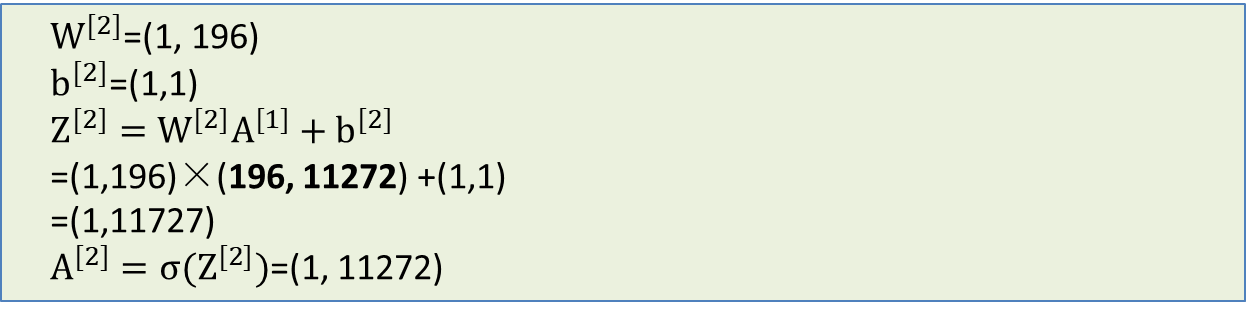 W[2]=(1, 196)
b[2]=(1,1)
Z[2] = W[2]A[1] + b[2]
=(1,196)×(196, 11272) +(1,1)
=(1,11727)
A[2] = σ(Z[2])=(1, 11272)